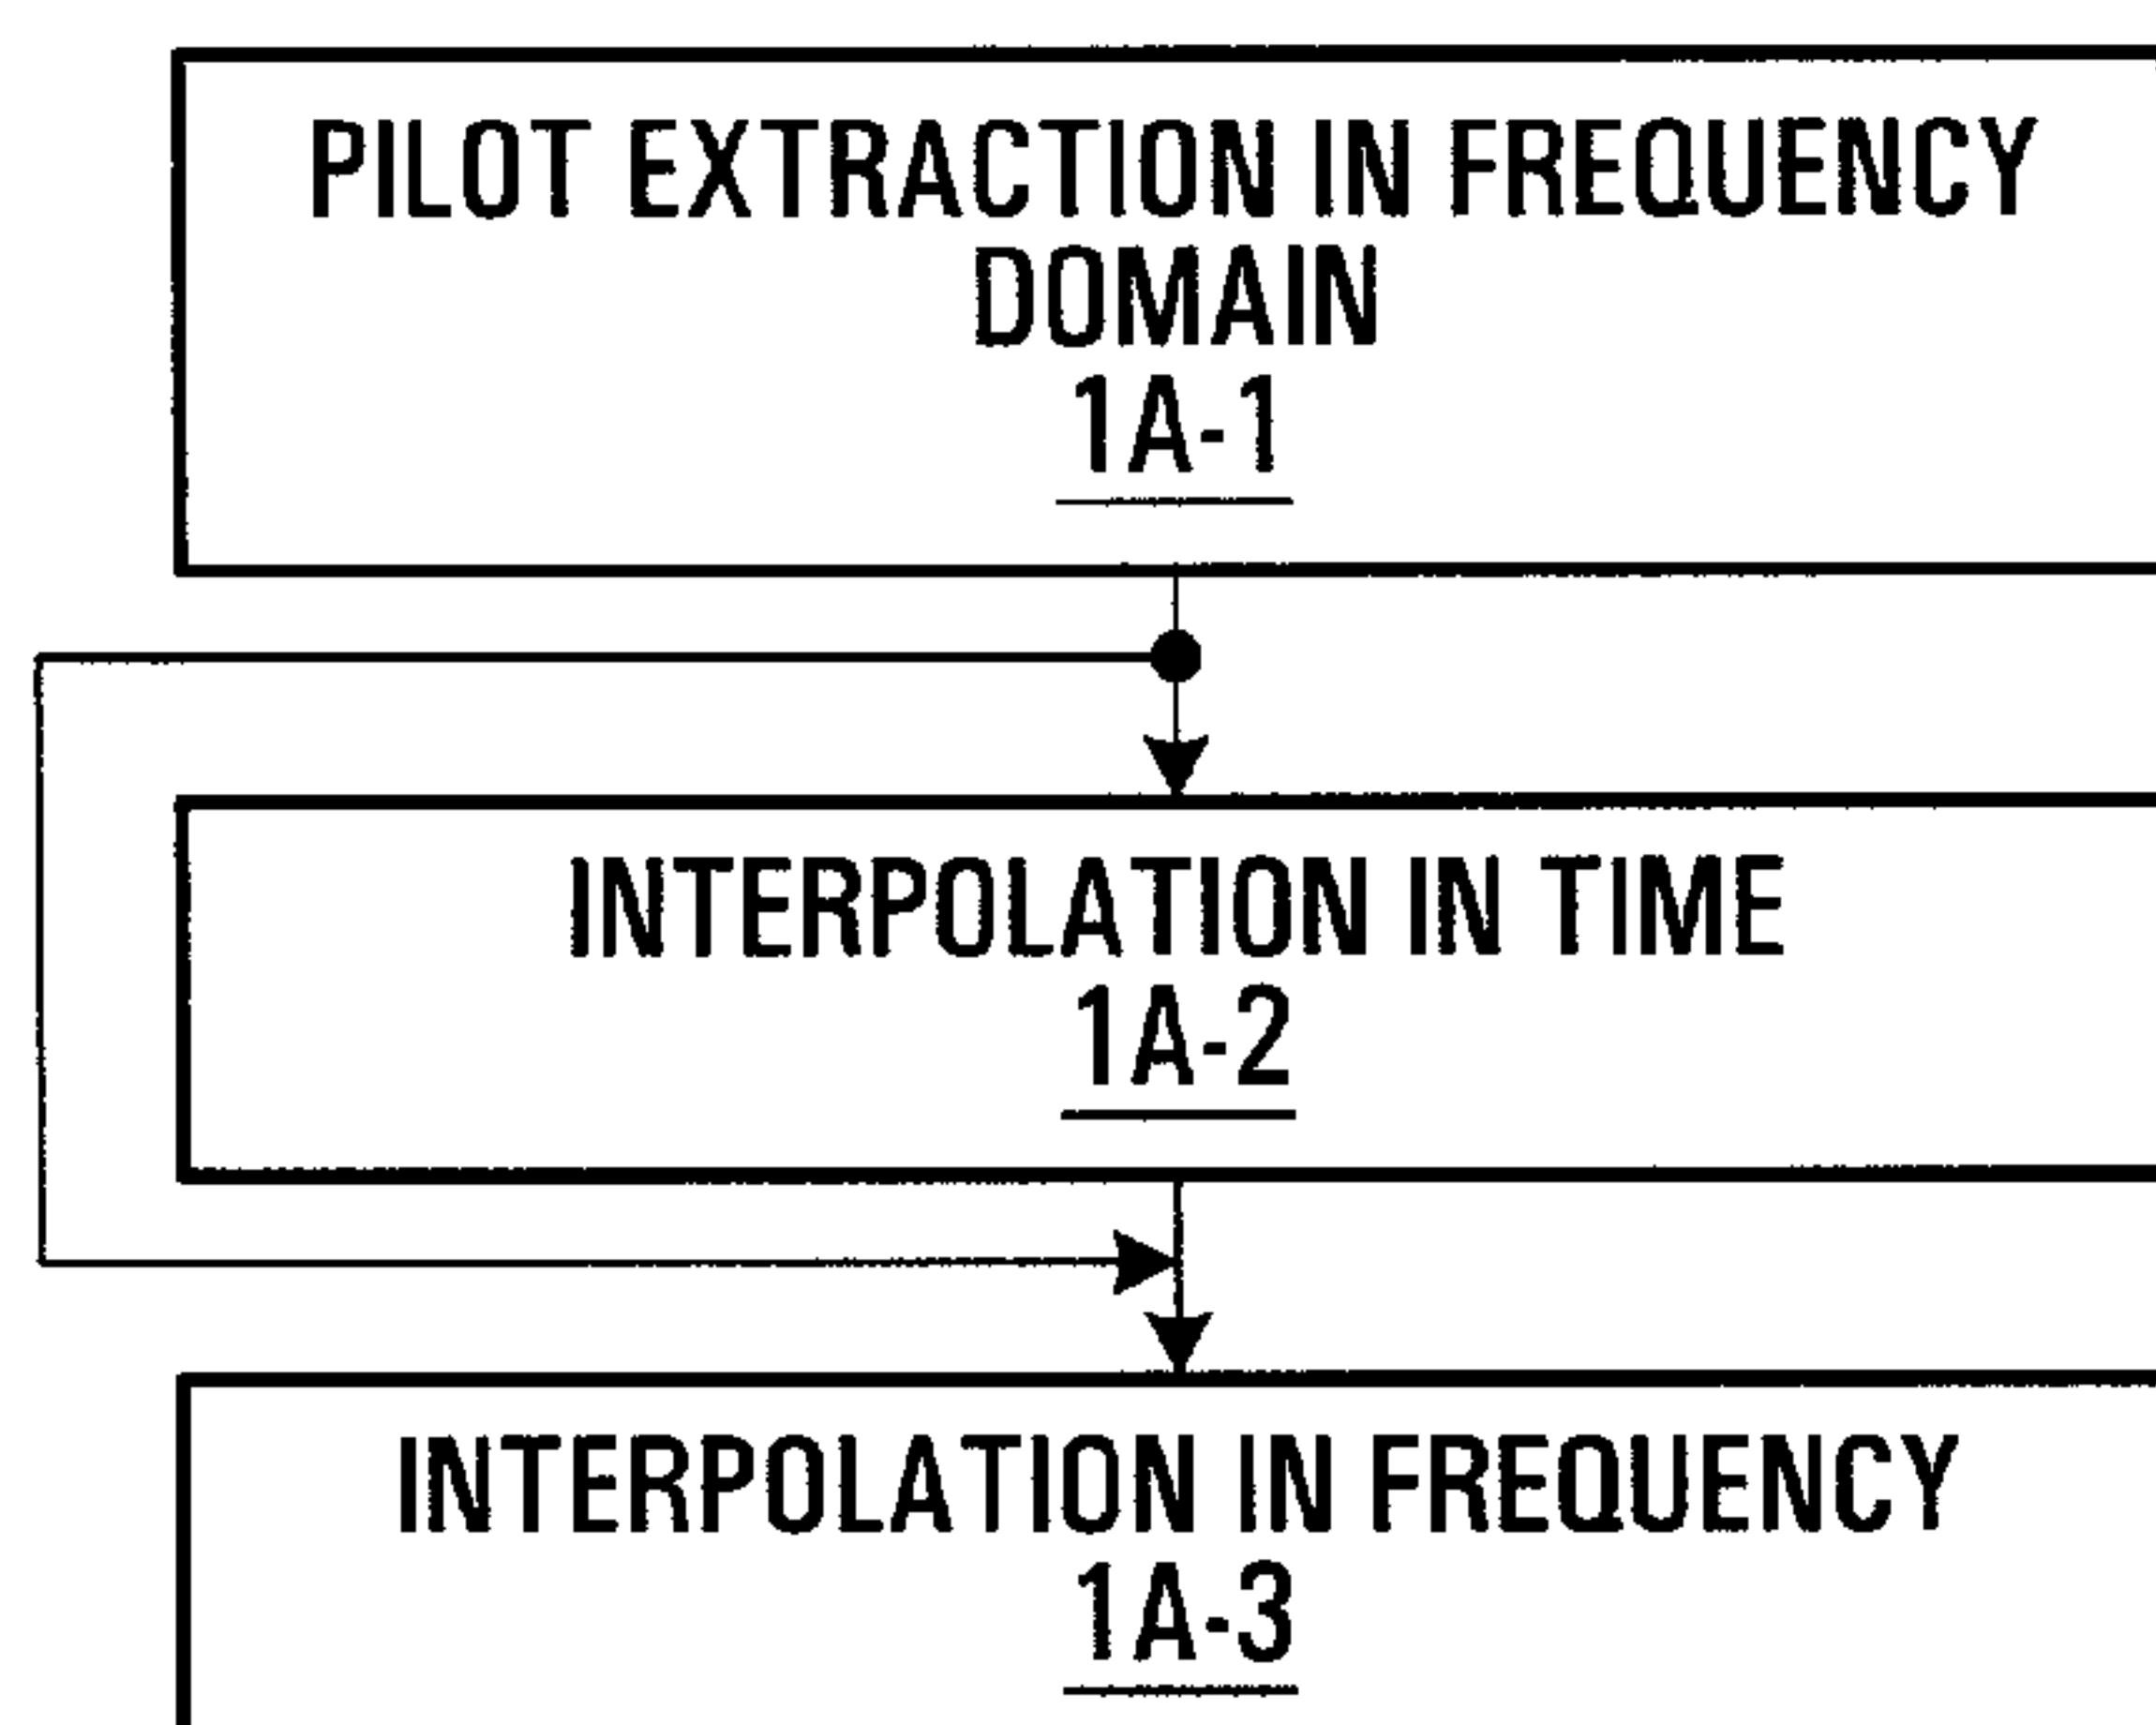 PILOT EXTRACTION IN FREQUENCY
DOMAIN
1A-1
INTERPOLATION IN TIME
1A-2
INTERPOLATION IN FREQUENCY
1A-3